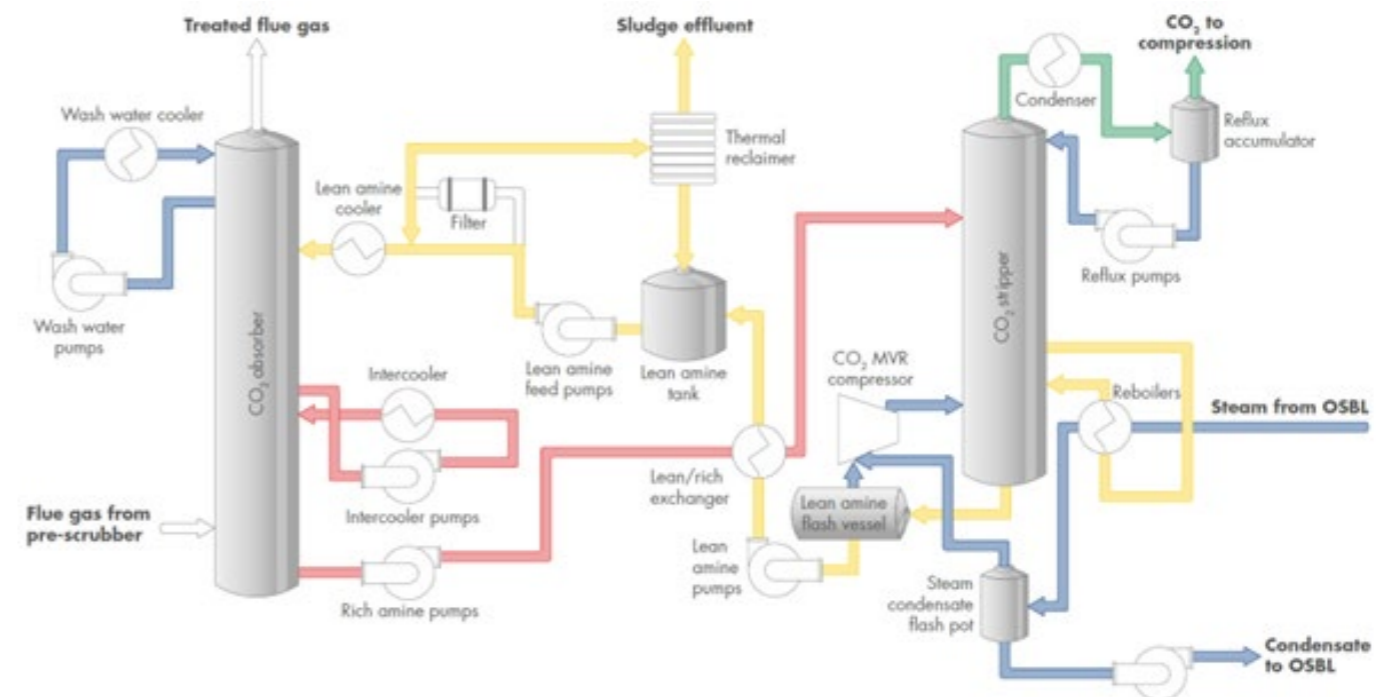 Treated flue gas
Sludge effluent
CO₂ to
compression
Wash water cooler
Condenser
Reflux
accumulator
Thermal
reclaimer
Lean amine
cooler
Filter
Reflux pumps
Wash water
pumps
CO₂ absorber
Lean amine
feed pumps
Lean amine
tank
CO₂ stripper
CO₂ MVR
compressor
Intercooler
Reboilers
Steam from OSBL
Lean/rich
exchanger
Intercooler pumps
Lean amine
flash vessel
Flue gas from
pre-scrubber
Lean
amine
pumps
Rich amine pumps
Steam
condensate
flash pot
Condensate
to OSBL